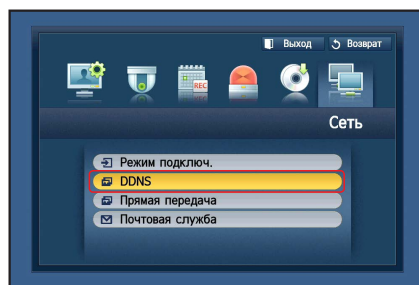 Выход Возврат
REC
Сеть
Режим подключ.
DDNS
Прямая передача
Почтовая служба